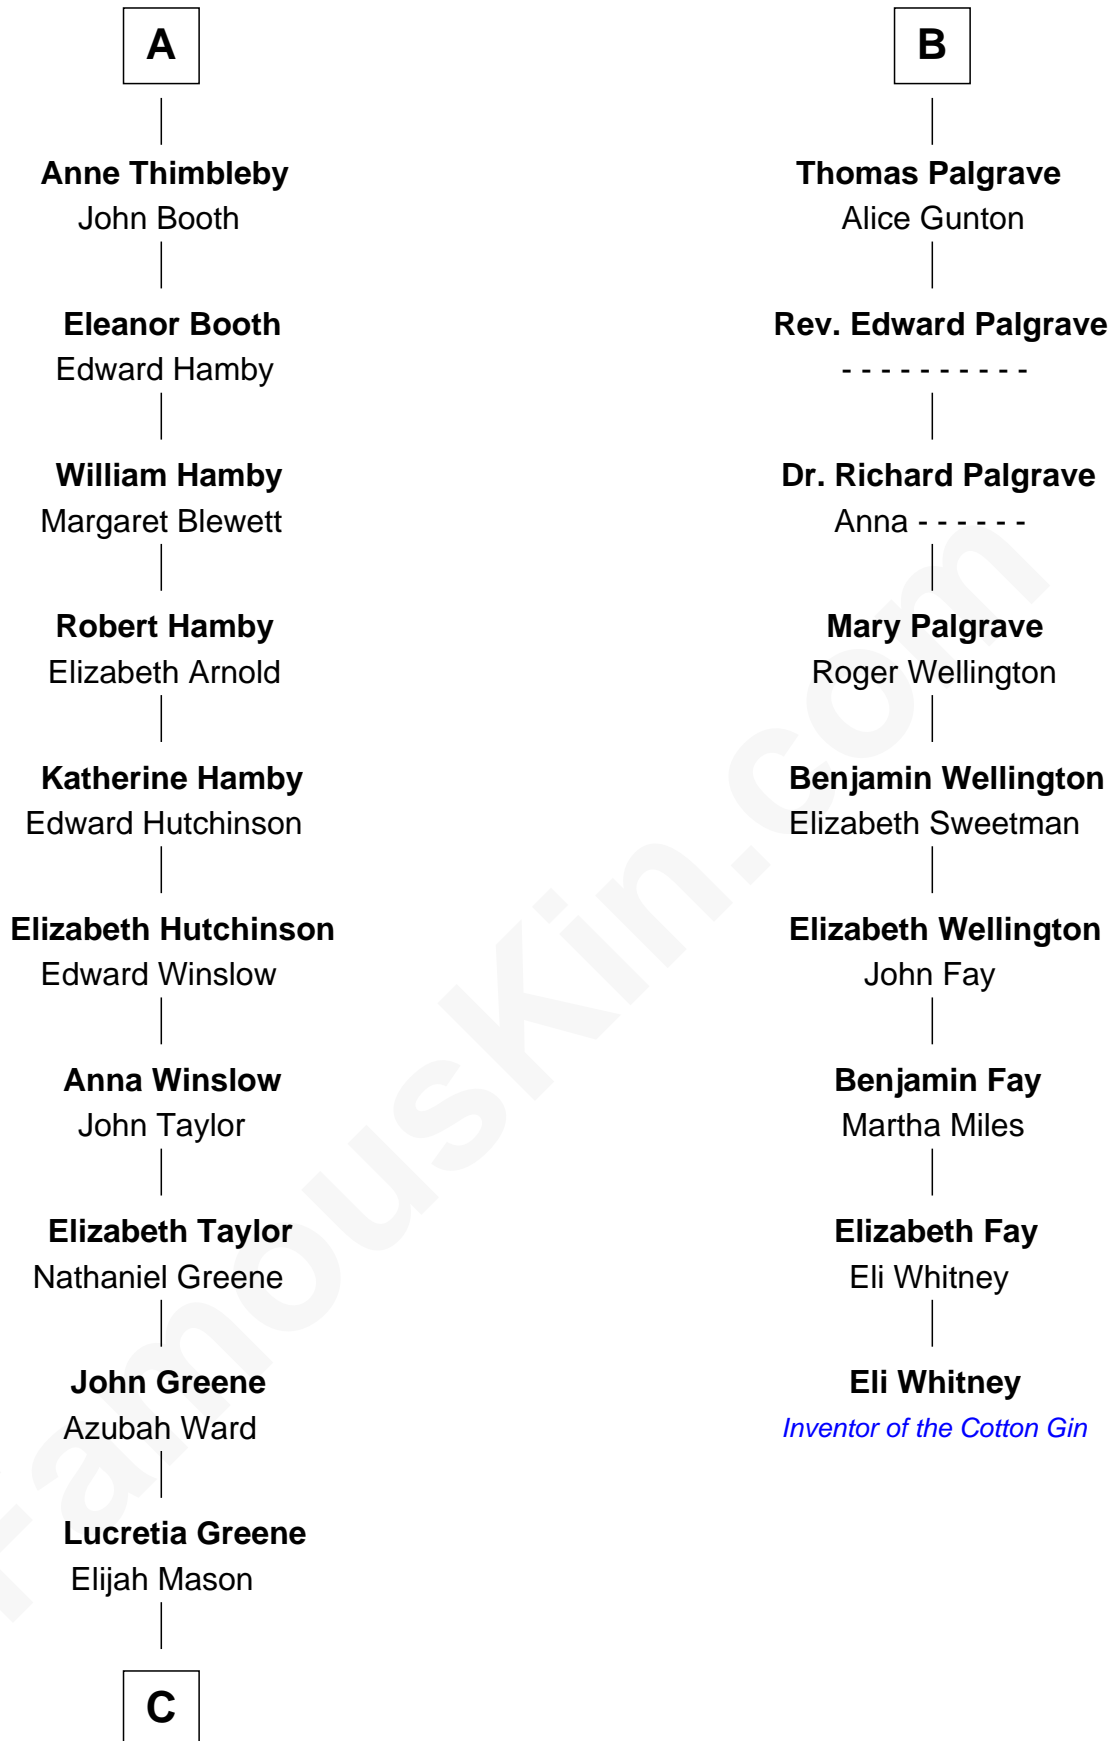 A
Anne Thimbleby
John Booth
Eleanor Booth
Edward Hamby
William Hamby
Margaret Blewett
Robert Hamby
Elizabeth Arnold
Katherine Hamby
Edward Hutchinson
Elizabeth Hutchinson
Edward Winslow
Anna Winslow
John Taylor
Elizabeth Taylor
Nathaniel Greene
John Greene
Azubah Ward
Lucretia Greene
Elijah Mason
C
B
Thomas Palgrave
Alice Gunton
Rev. Edward Palgrave
- - - - - - - - - -
Dr. Richard Palgrave
Anna - - - - - -
Mary Palgrave
Roger Wellington
Benjamin Wellington
Elizabeth Sweetman
Elizabeth Wellington
John Fay
Benjamin Fay
Martha Miles
Elizabeth Fay
Eli Whitney
Eli Whitney
Inventor of the Cotton Gin
FamousKin.com